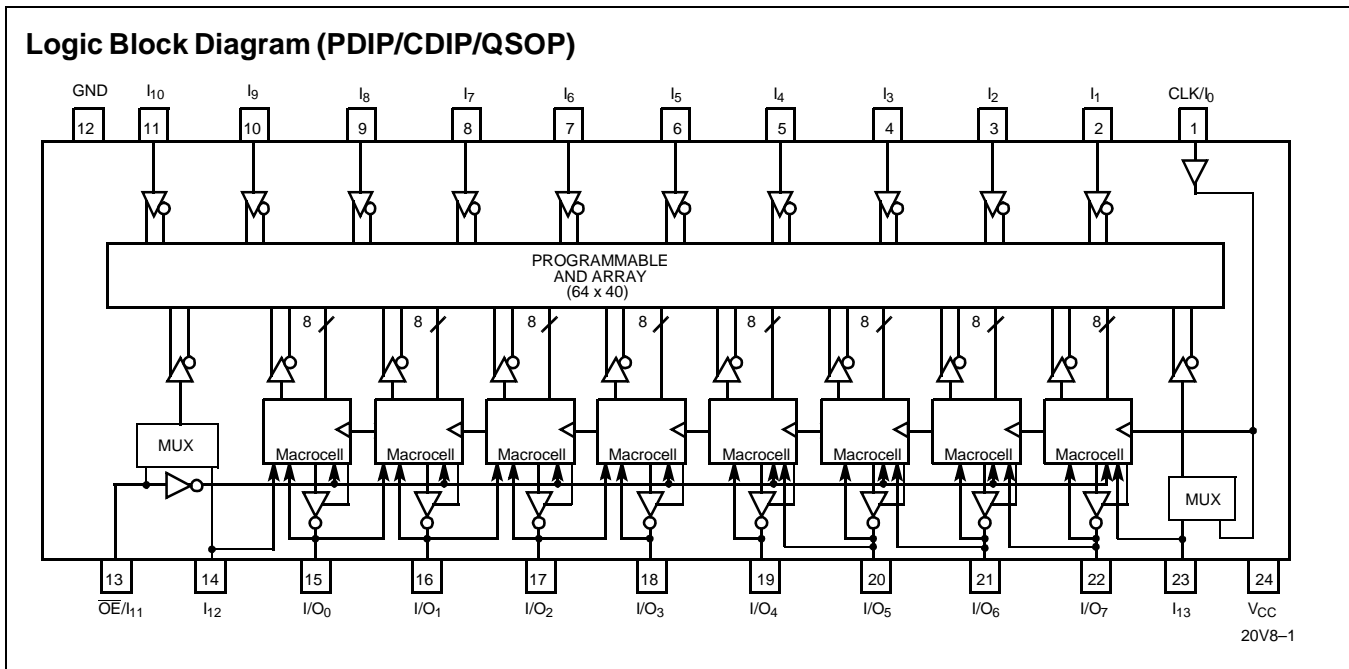 Logic Block Diagram (PDIP/CDIP/QSOP)
GND I10 I9 I8 I7 I6 I5 I4 I3 I2 I1 CLK/I0
12 11 10 9 8 7 6 5 4 3 2 1
PROGRAMMABLE
AND ARRAY
(64 x 40)
8 8 8 8 8 8 8 8
MUX
Macrocell Macrocell Macrocell Macrocell Macrocell Macrocell Macrocell Macrocell
MUX
13 14 15 16 17 18 19 20 21 22 23 24
O̅E̅/I11 I12 I/O0 I/O1 I/O2 I/O3 I/O4 I/O5 I/O6 I/O7 I13 VCC
20V8–1